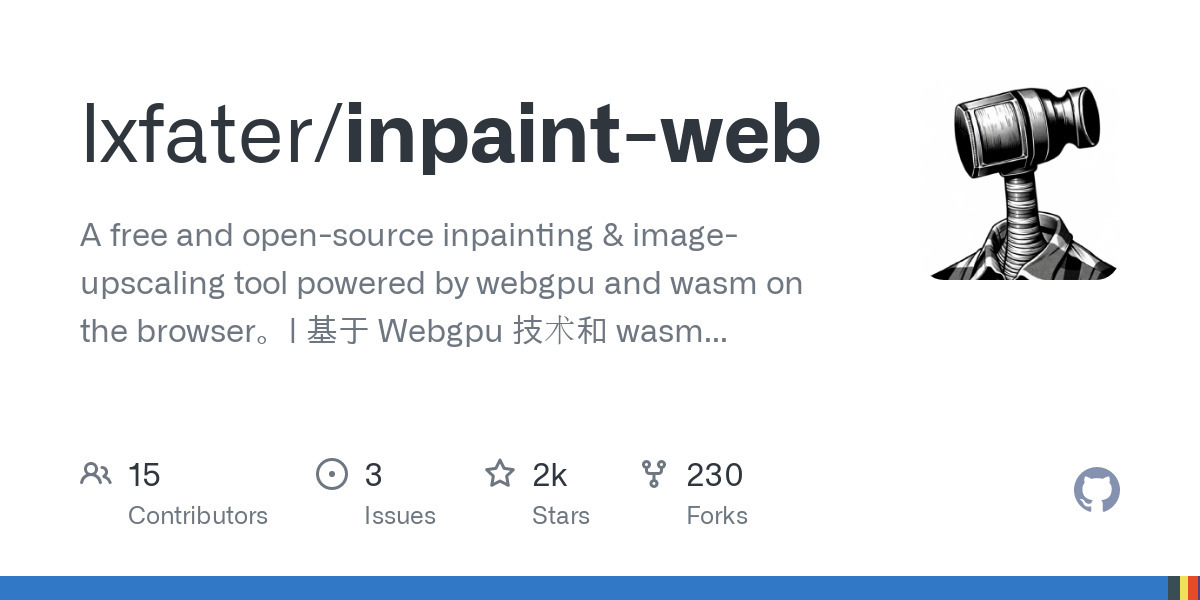 lxfater/inpaint-web
A free and open-source inpainting & image-
upscaling tool powered by webgpu and wasm on
the browser。| 基于 Webgpu 技术和 wasm...
15
Contributors
3
Issues
2k
Stars
230
Forks